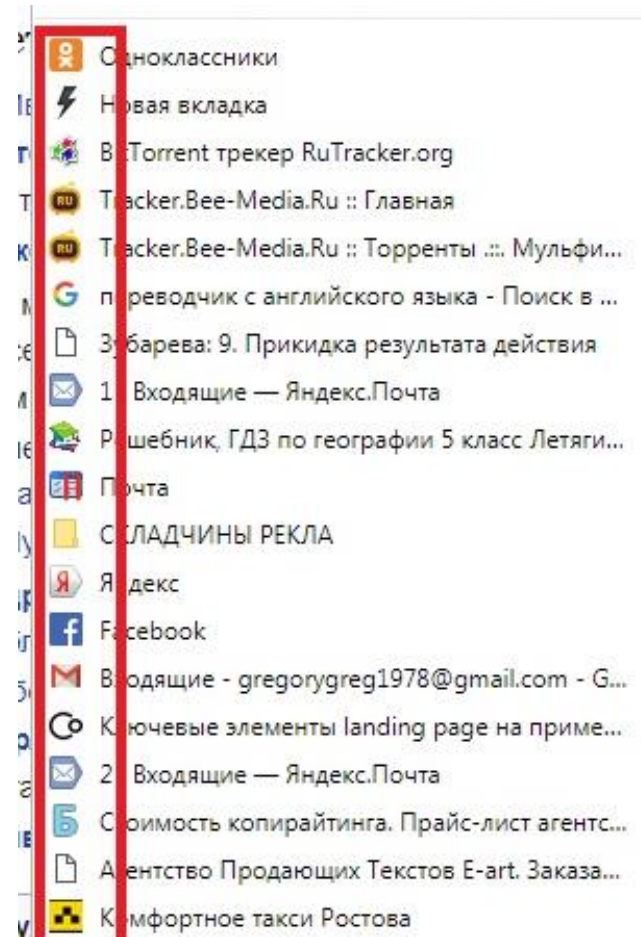 Одноклассники
Новая вкладка
BitTorrent трекер RuTracker.org
Tracker.Bee-Media.Ru :: Главная
Tracker.Bee-Media.Ru :: Торренты .::. Мульфи...
переводчик с английского языка - Поиск в ...
Зубарева: 9. Прикидка результата действия
1 Входящие — Яндекс.Почта
Решебник, ГДЗ по географии 5 класс Летяги...
Почта
СКЛАДЧИНЫ РЕКЛА
Яндекс
Facebook
Входящие - gregorygreg1978@gmail.com - G...
Ключевые элементы landing page на приме...
2 Входящие — Яндекс.Почта
Стоимость копирайтинга. Прайс-лист агентс...
Агентство Продающих Текстов E-art. Заказа...
Комфортное такси Ростова